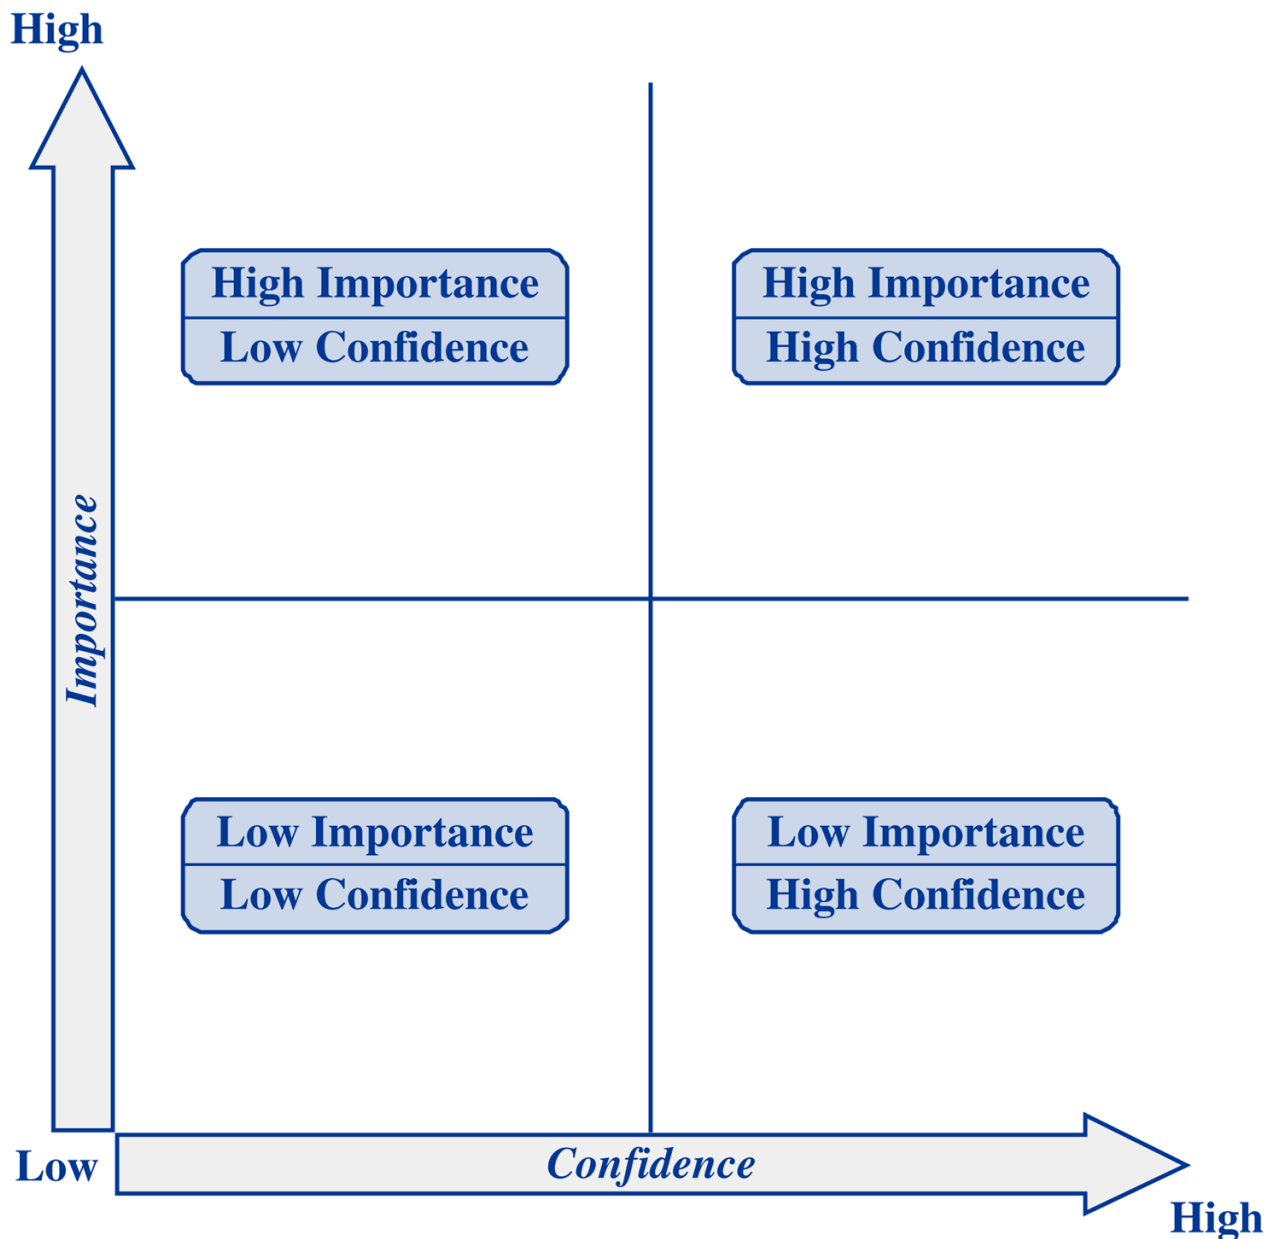 High
High Importance
Low Confidence
High Importance
High Confidence
Importance
Low Importance
Low Confidence
Low Importance
High Confidence
Low
Confidence
High